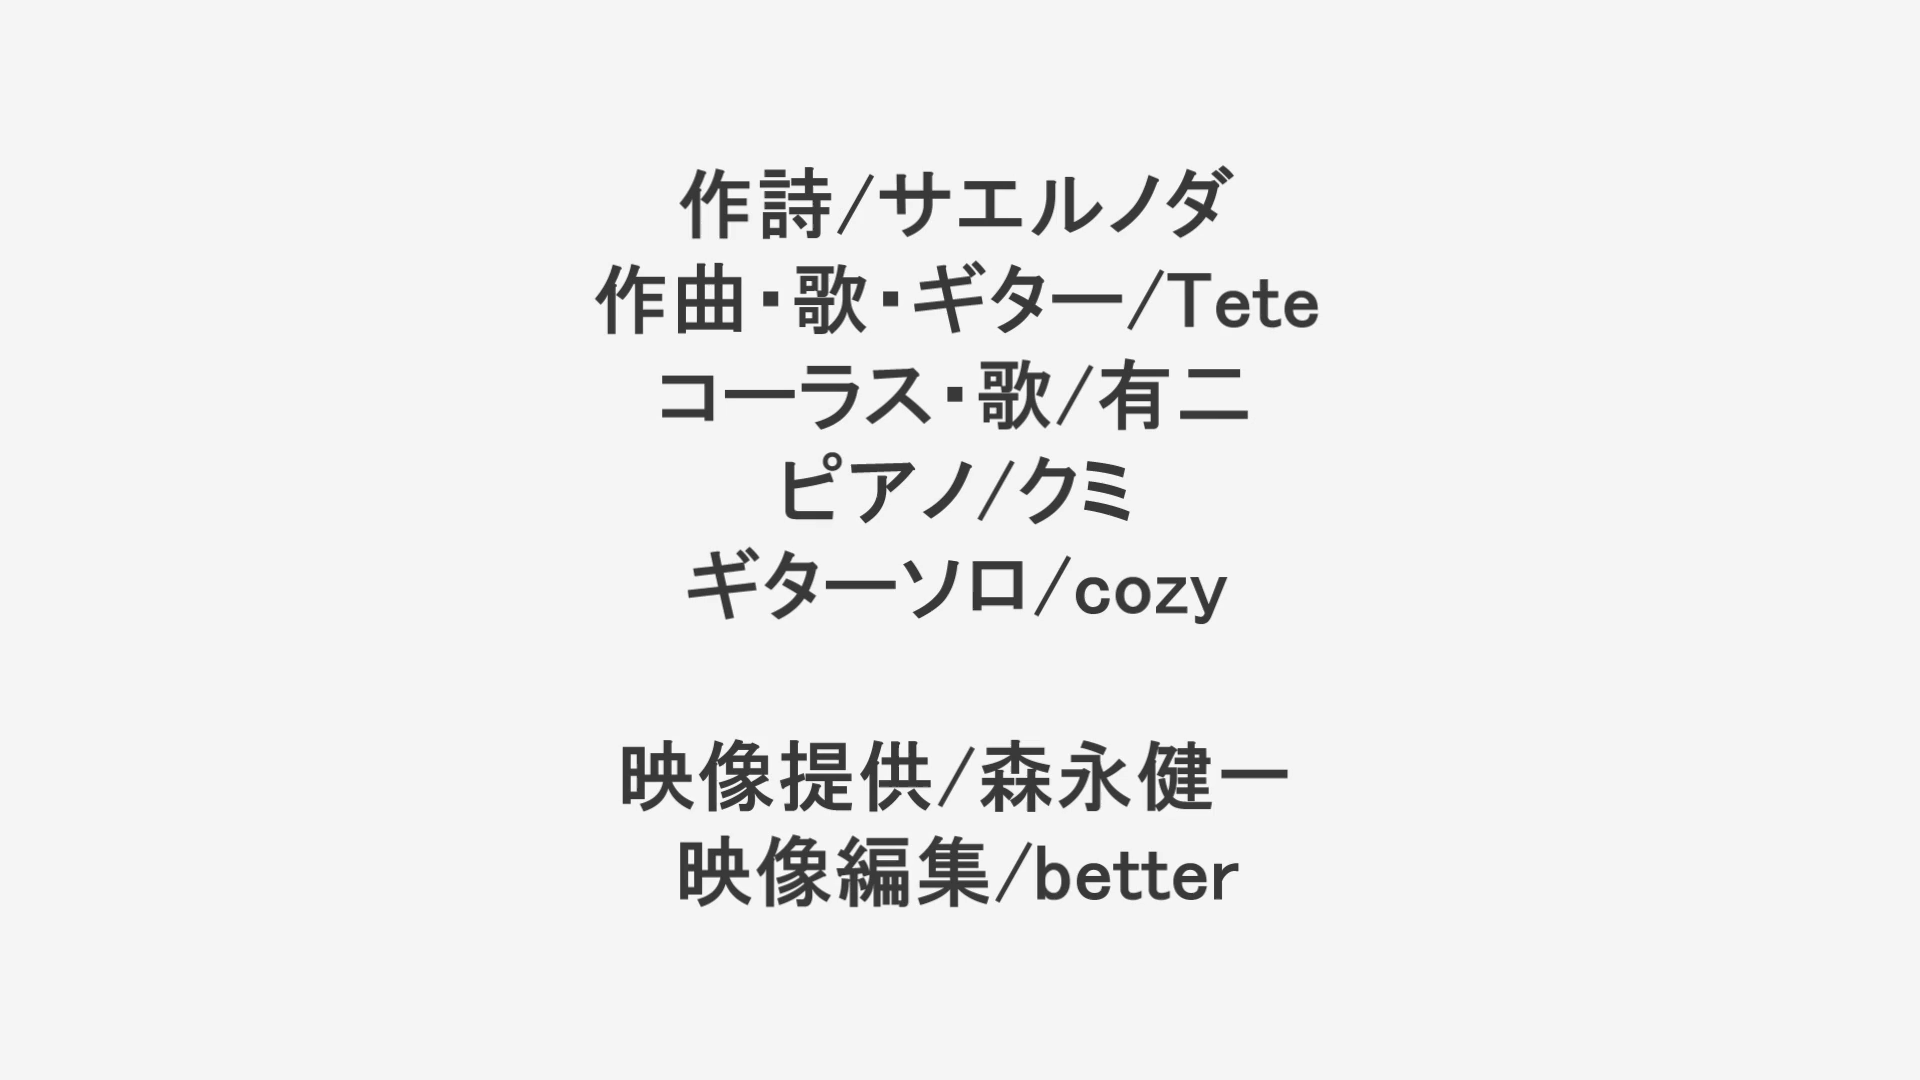 作詩/サエルノダ
作曲・歌・ギター/Tete
コーラス・歌/有二
ピアノ/クミ
ギターソロ/cozy
映像提供/森永健一
映像編集/better